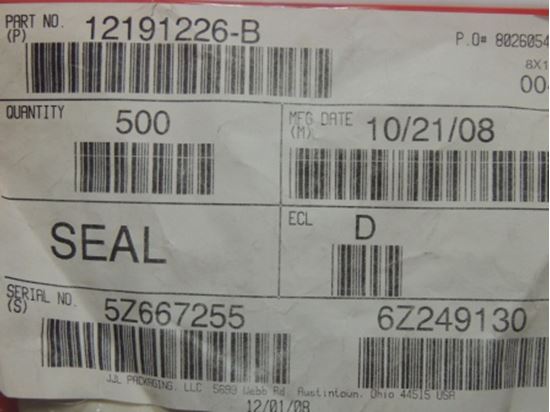 PART NO. 12191226-B
(P)
P.O# 8026054
8X1
00
QUANTITY 500
MFG DATE 10/21/08
(M)
SEAL
ECL D
SERIAL NO. 5Z667255 6Z249130
(S)
JJL PACKAGING, LLC 5699 Webb Rd. Austintown, Ohio 44515 USA
12/01/08